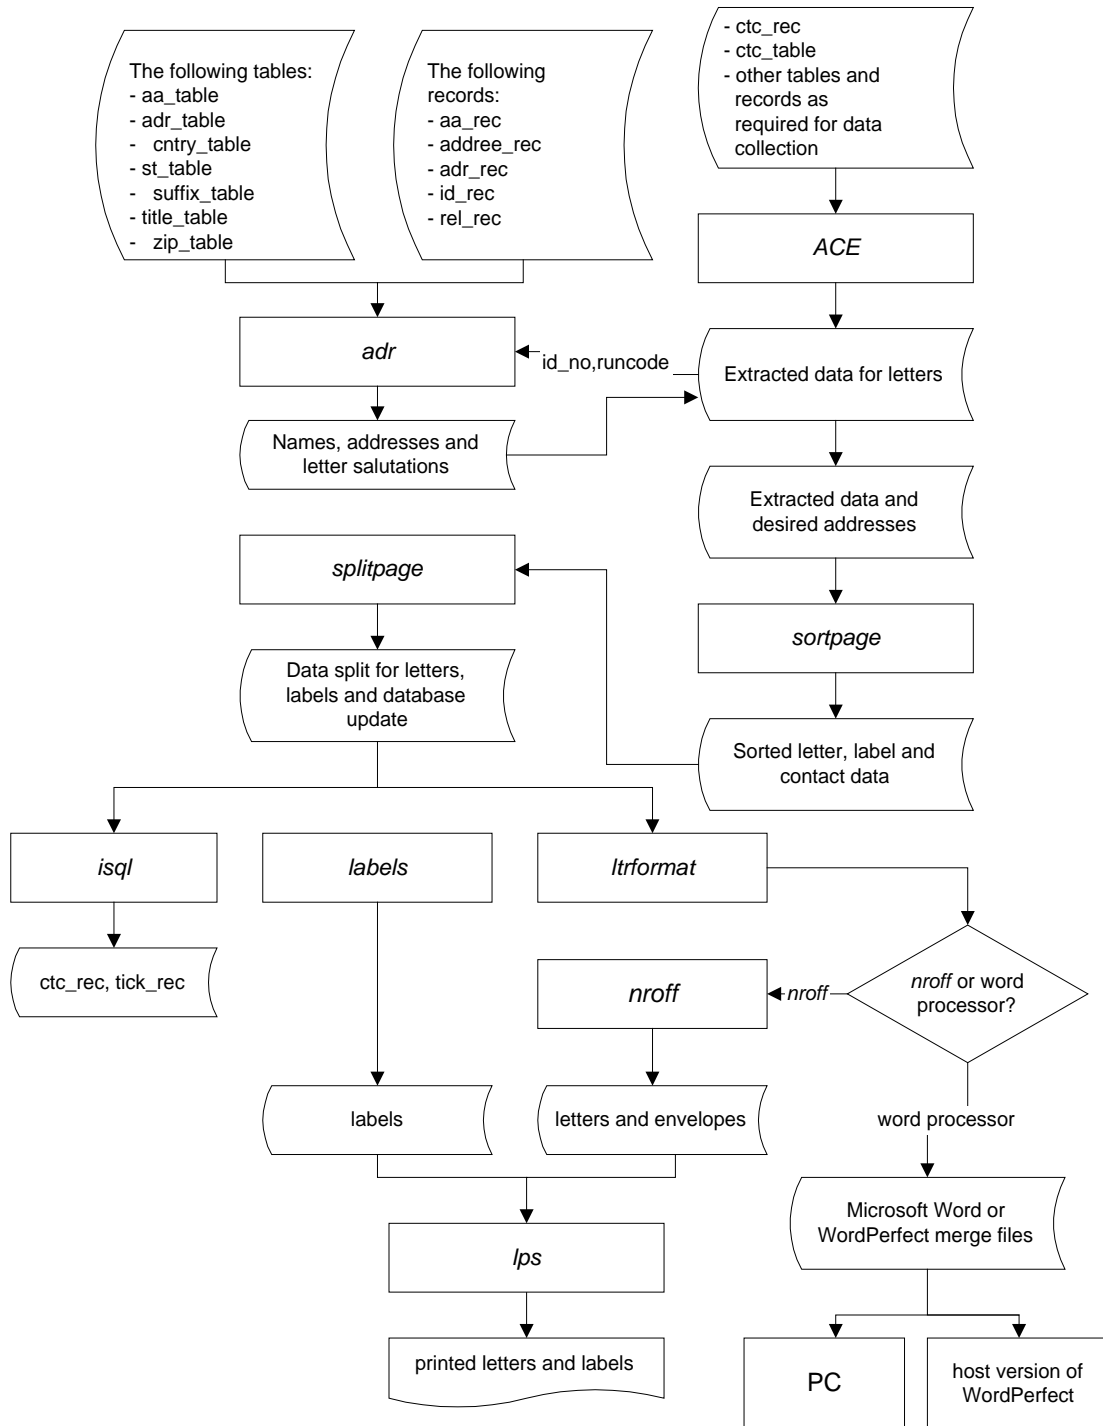 The following tables:
- aa_table
- adr_table
- cntry_table
- st_table
- suffix_table
- title_table
- zip_table
The following
records:
- aa_rec
- addree_rec
- adr_rec
- id_rec
- rel_rec
- ctc_rec
- ctc_table
- other tables and
records as
required for data
collection
ACE
adr
id_no,runcode
Extracted data for letters
Names, addresses and
letter salutations
Extracted data and
desired addresses
splitpage
sortpage
Data split for letters,
labels and database
update
Sorted letter, label and
contact data
isql
labels
ltrformat
ctc_rec, tick_rec
nroff
nroff
nroff or word
processor?
labels
letters and envelopes
word processor
Microsoft Word or
WordPerfect merge files
lps
printed letters and labels
PC
host version of
WordPerfect